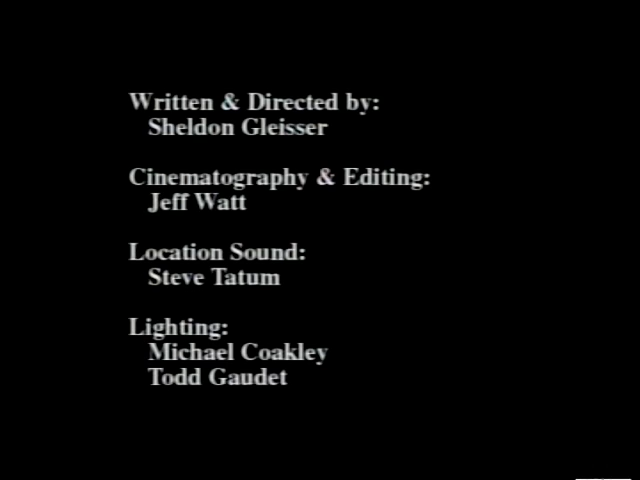 Written & Directed by:
Sheldon Gleisser
Cinematography & Editing:
Jeff Watt
Location Sound:
Steve Tatum
Lighting:
Michael Coakley
Todd Gaudet